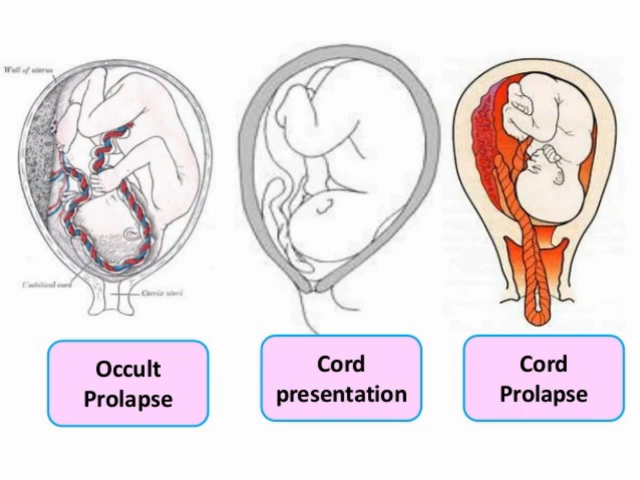 Wall of uterus
Umbilical cord
Cervix uteri
Occult
Prolapse
Cord
presentation
Cord
Prolapse